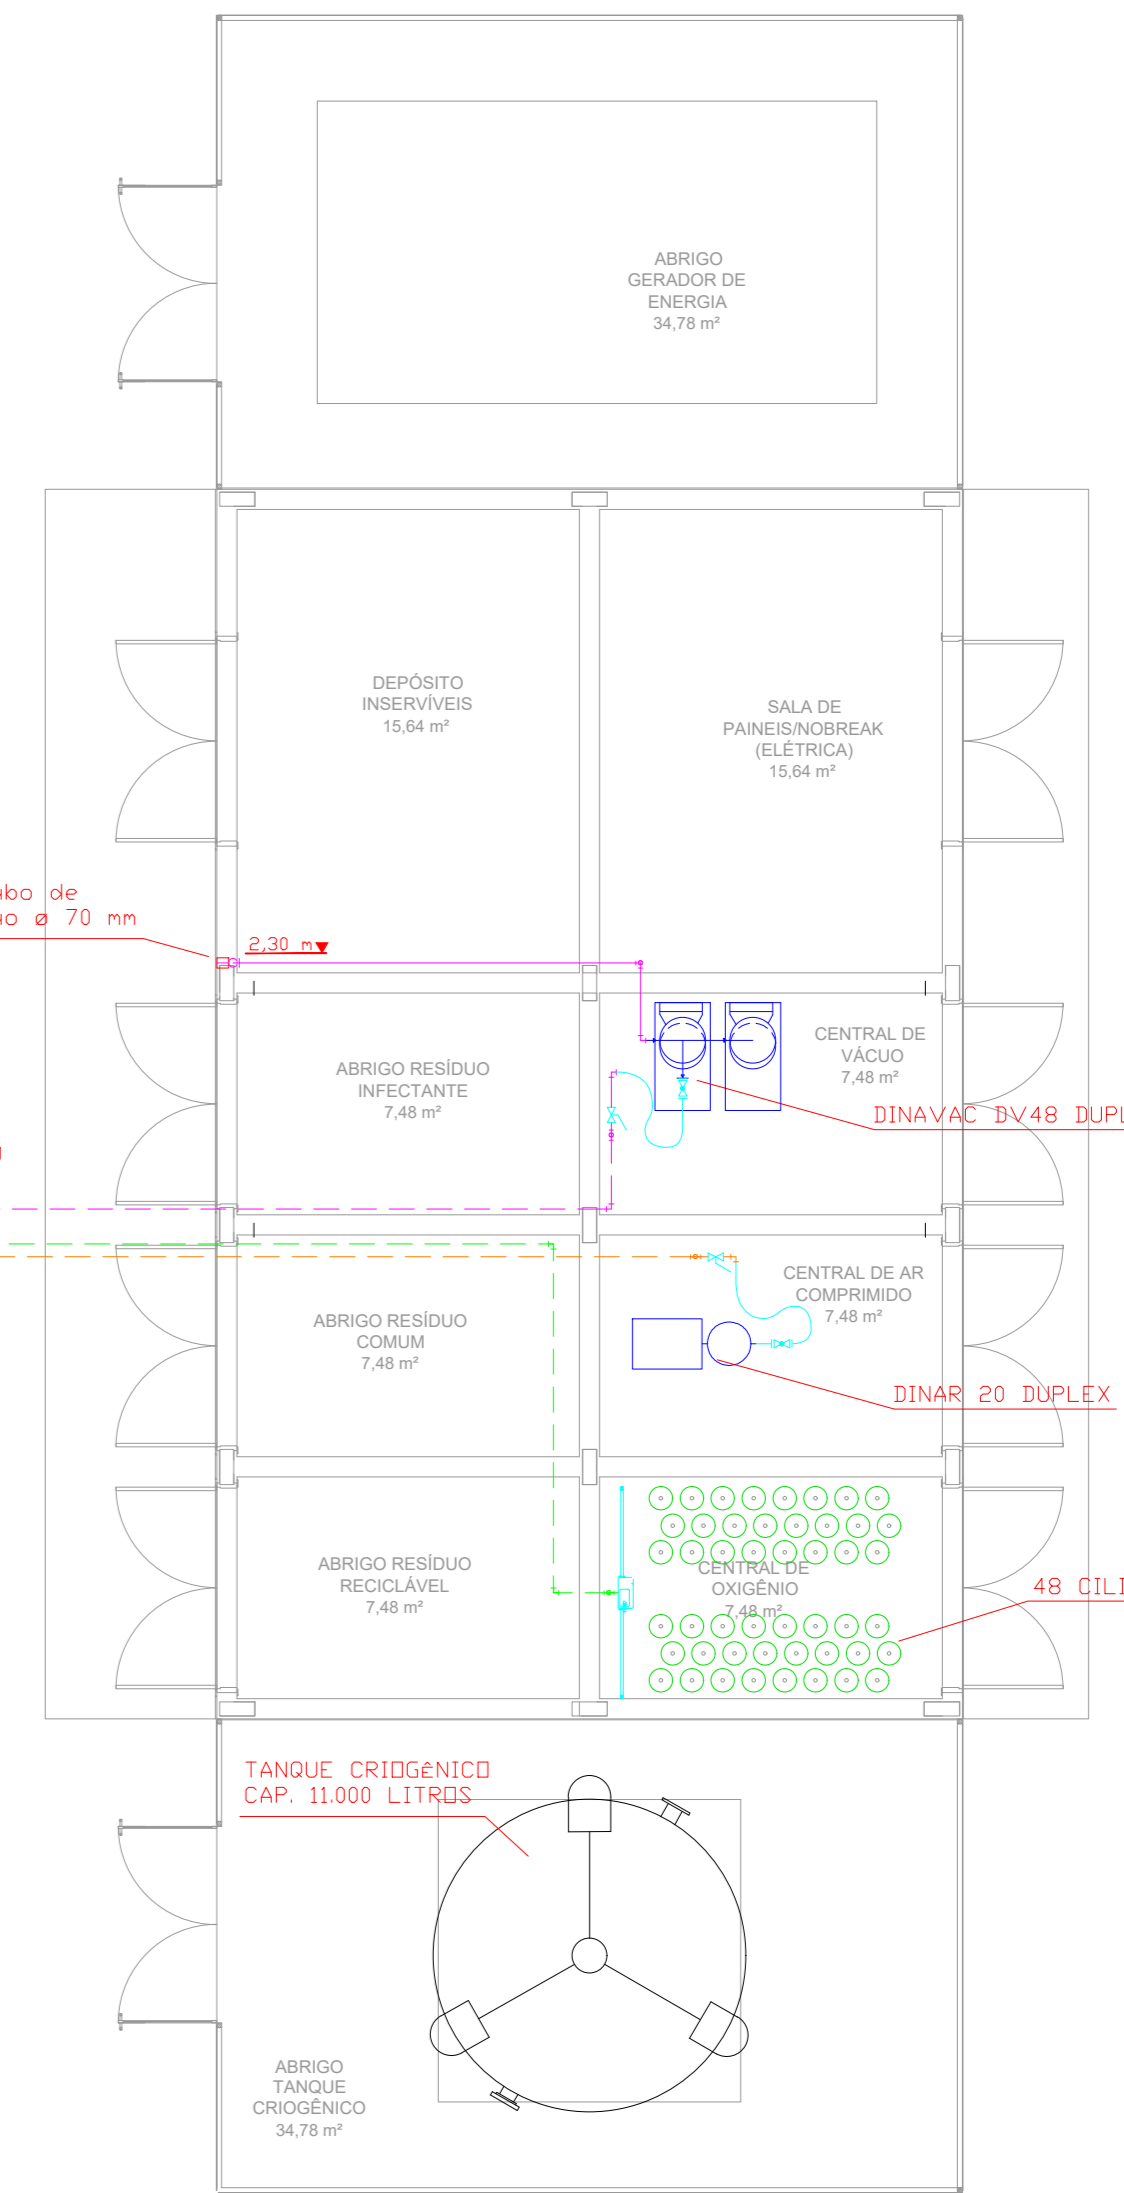 ABRIGO
GERADOR DE
ENERGIA
34,78 m²
DEPÓSITO
INSERVÍVEIS
15,64 m²
SALA DE
PAINEIS/NOBREAK
(ELÉTRICA)
15,64 m²
de
ø 70 mm
2,30 m
CENTRAL DE
VÁCUO
7,48 m²
ABRIGO RESÍDUO
INFECTANTE
7,48 m²
DINAVAC DV48 DUPL
CENTRAL DE AR
COMPRIMIDO
7,48 m²
ABRIGO RESÍDUO
COMUM
7,48 m²
DINAR 20 DUPLEX
ABRIGO RESÍDUO
RECICLÁVEL
7,48 m²
CENTRAL DE
OXIGÊNIO
7,48 m²
48 CILI
TANQUE CRIOGÊNICO
CAP. 11.000 LITROS
ABRIGO
TANQUE
CRIOGÊNICO
34,78 m²